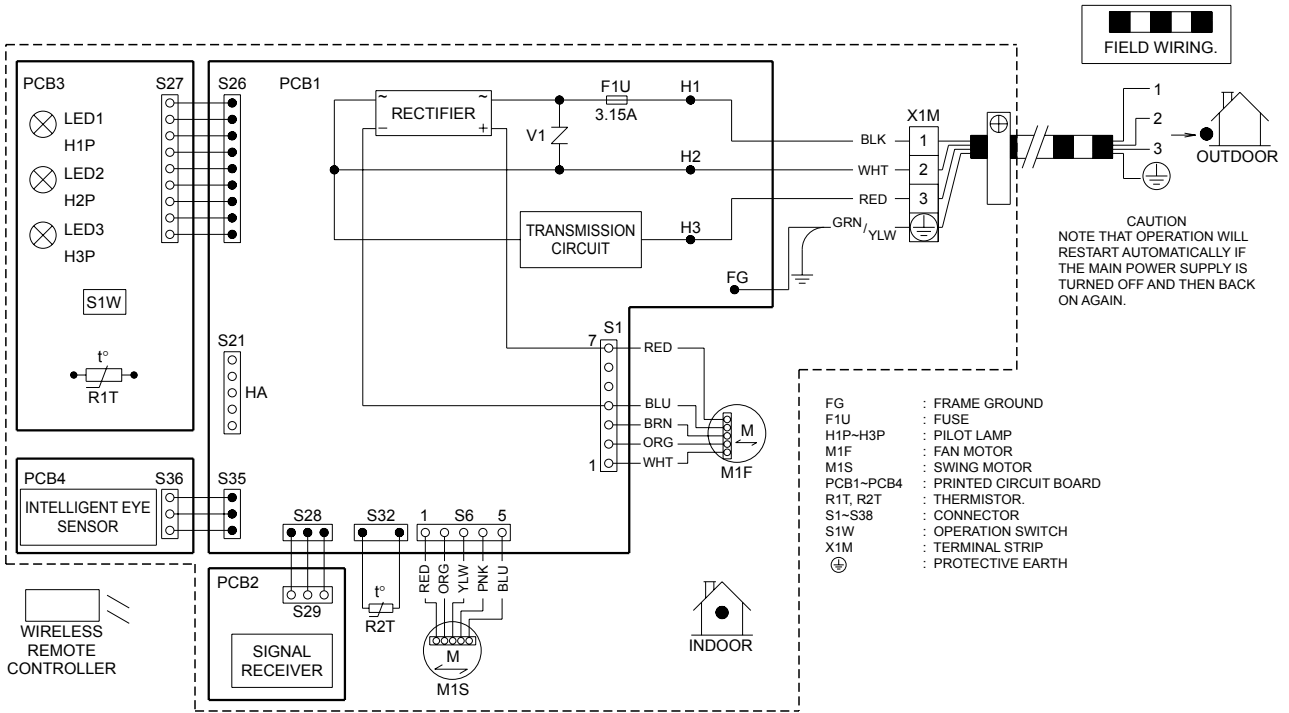 FIELD WIRING.
PCB3
S27
S26
PCB1
LED1
H1P
LED2
H2P
LED3
H3P
S1W
t°
R1T
RECTIFIER
~
~
–
+
V1
F1U
3.15A
H1
H2
H3
TRANSMISSION
CIRCUIT
FG
BLK
WHT
RED
GRN/YLW
X1M
1
2
3
1
2
3
OUTDOOR
CAUTION
NOTE THAT OPERATION WILL
RESTART AUTOMATICALLY IF
THE MAIN POWER SUPPLY IS
TURNED OFF AND THEN BACK
ON AGAIN.
S21
HA
S1
7
1
RED
BLU
BRN
ORG
WHT
M
M1F
PCB4
S36
S35
INTELLIGENT EYE
SENSOR
S28
S32
1
S6
5
RED
ORG
YLW
PNK
BLU
PCB2
S29
SIGNAL
RECEIVER
t°
R2T
M
M1S
WIRELESS
REMOTE
CONTROLLER
INDOOR
FG : FRAME GROUND
F1U : FUSE
H1P~H3P : PILOT LAMP
M1F : FAN MOTOR
M1S : SWING MOTOR
PCB1~PCB4 : PRINTED CIRCUIT BOARD
R1T, R2T : THERMISTOR.
S1~S38 : CONNECTOR
S1W : OPERATION SWITCH
X1M : TERMINAL STRIP
: PROTECTIVE EARTH